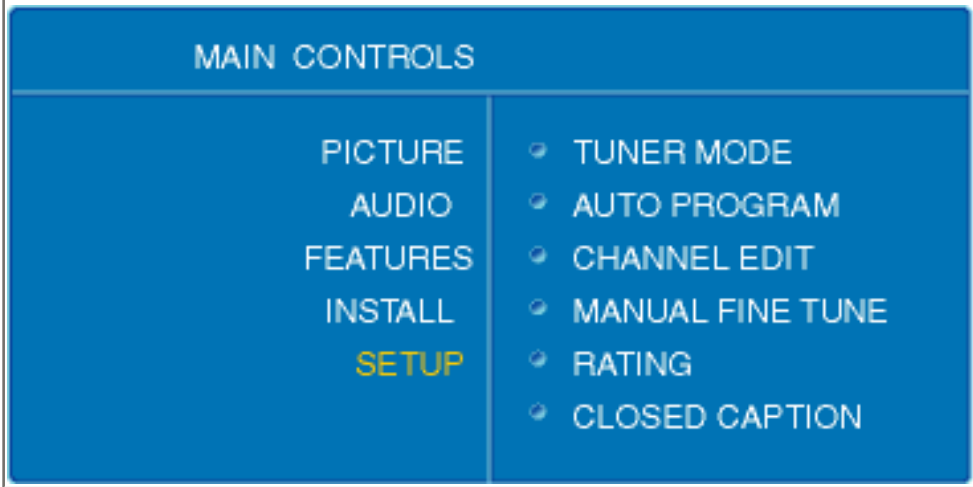 MAIN CONTROLS
PICTURE
AUDIO
FEATURES
INSTALL
SETUP
TUNER MODE
AUTO PROGRAM
CHANNEL EDIT
MANUAL FINE TUNE
RATING
CLOSED CAPTION